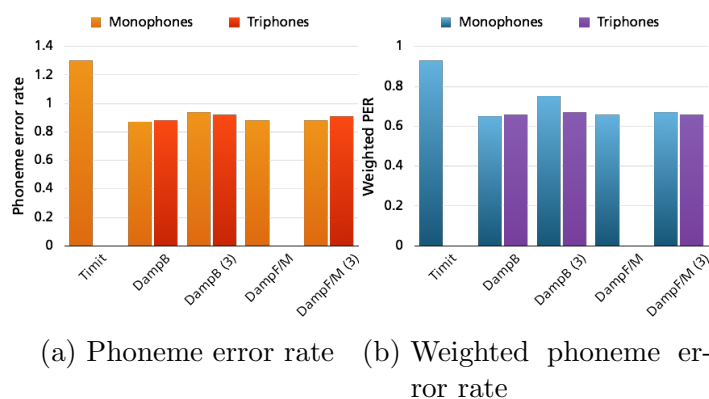 Monophones Triphones
Phoneme error rate
1.4
1.2
1
0.8
0.6
0.4
0.2
0
Timit
DampB
DampB (3)
DampF/M
DampF/M (3)
(a) Phoneme error rate
Monophones Triphones
Weighted PER
1
0.8
0.6
0.4
0.2
0
Timit
DampB
DampB (3)
DampF/M
DampF/M (3)
(b) Weighted phoneme er-
ror rate